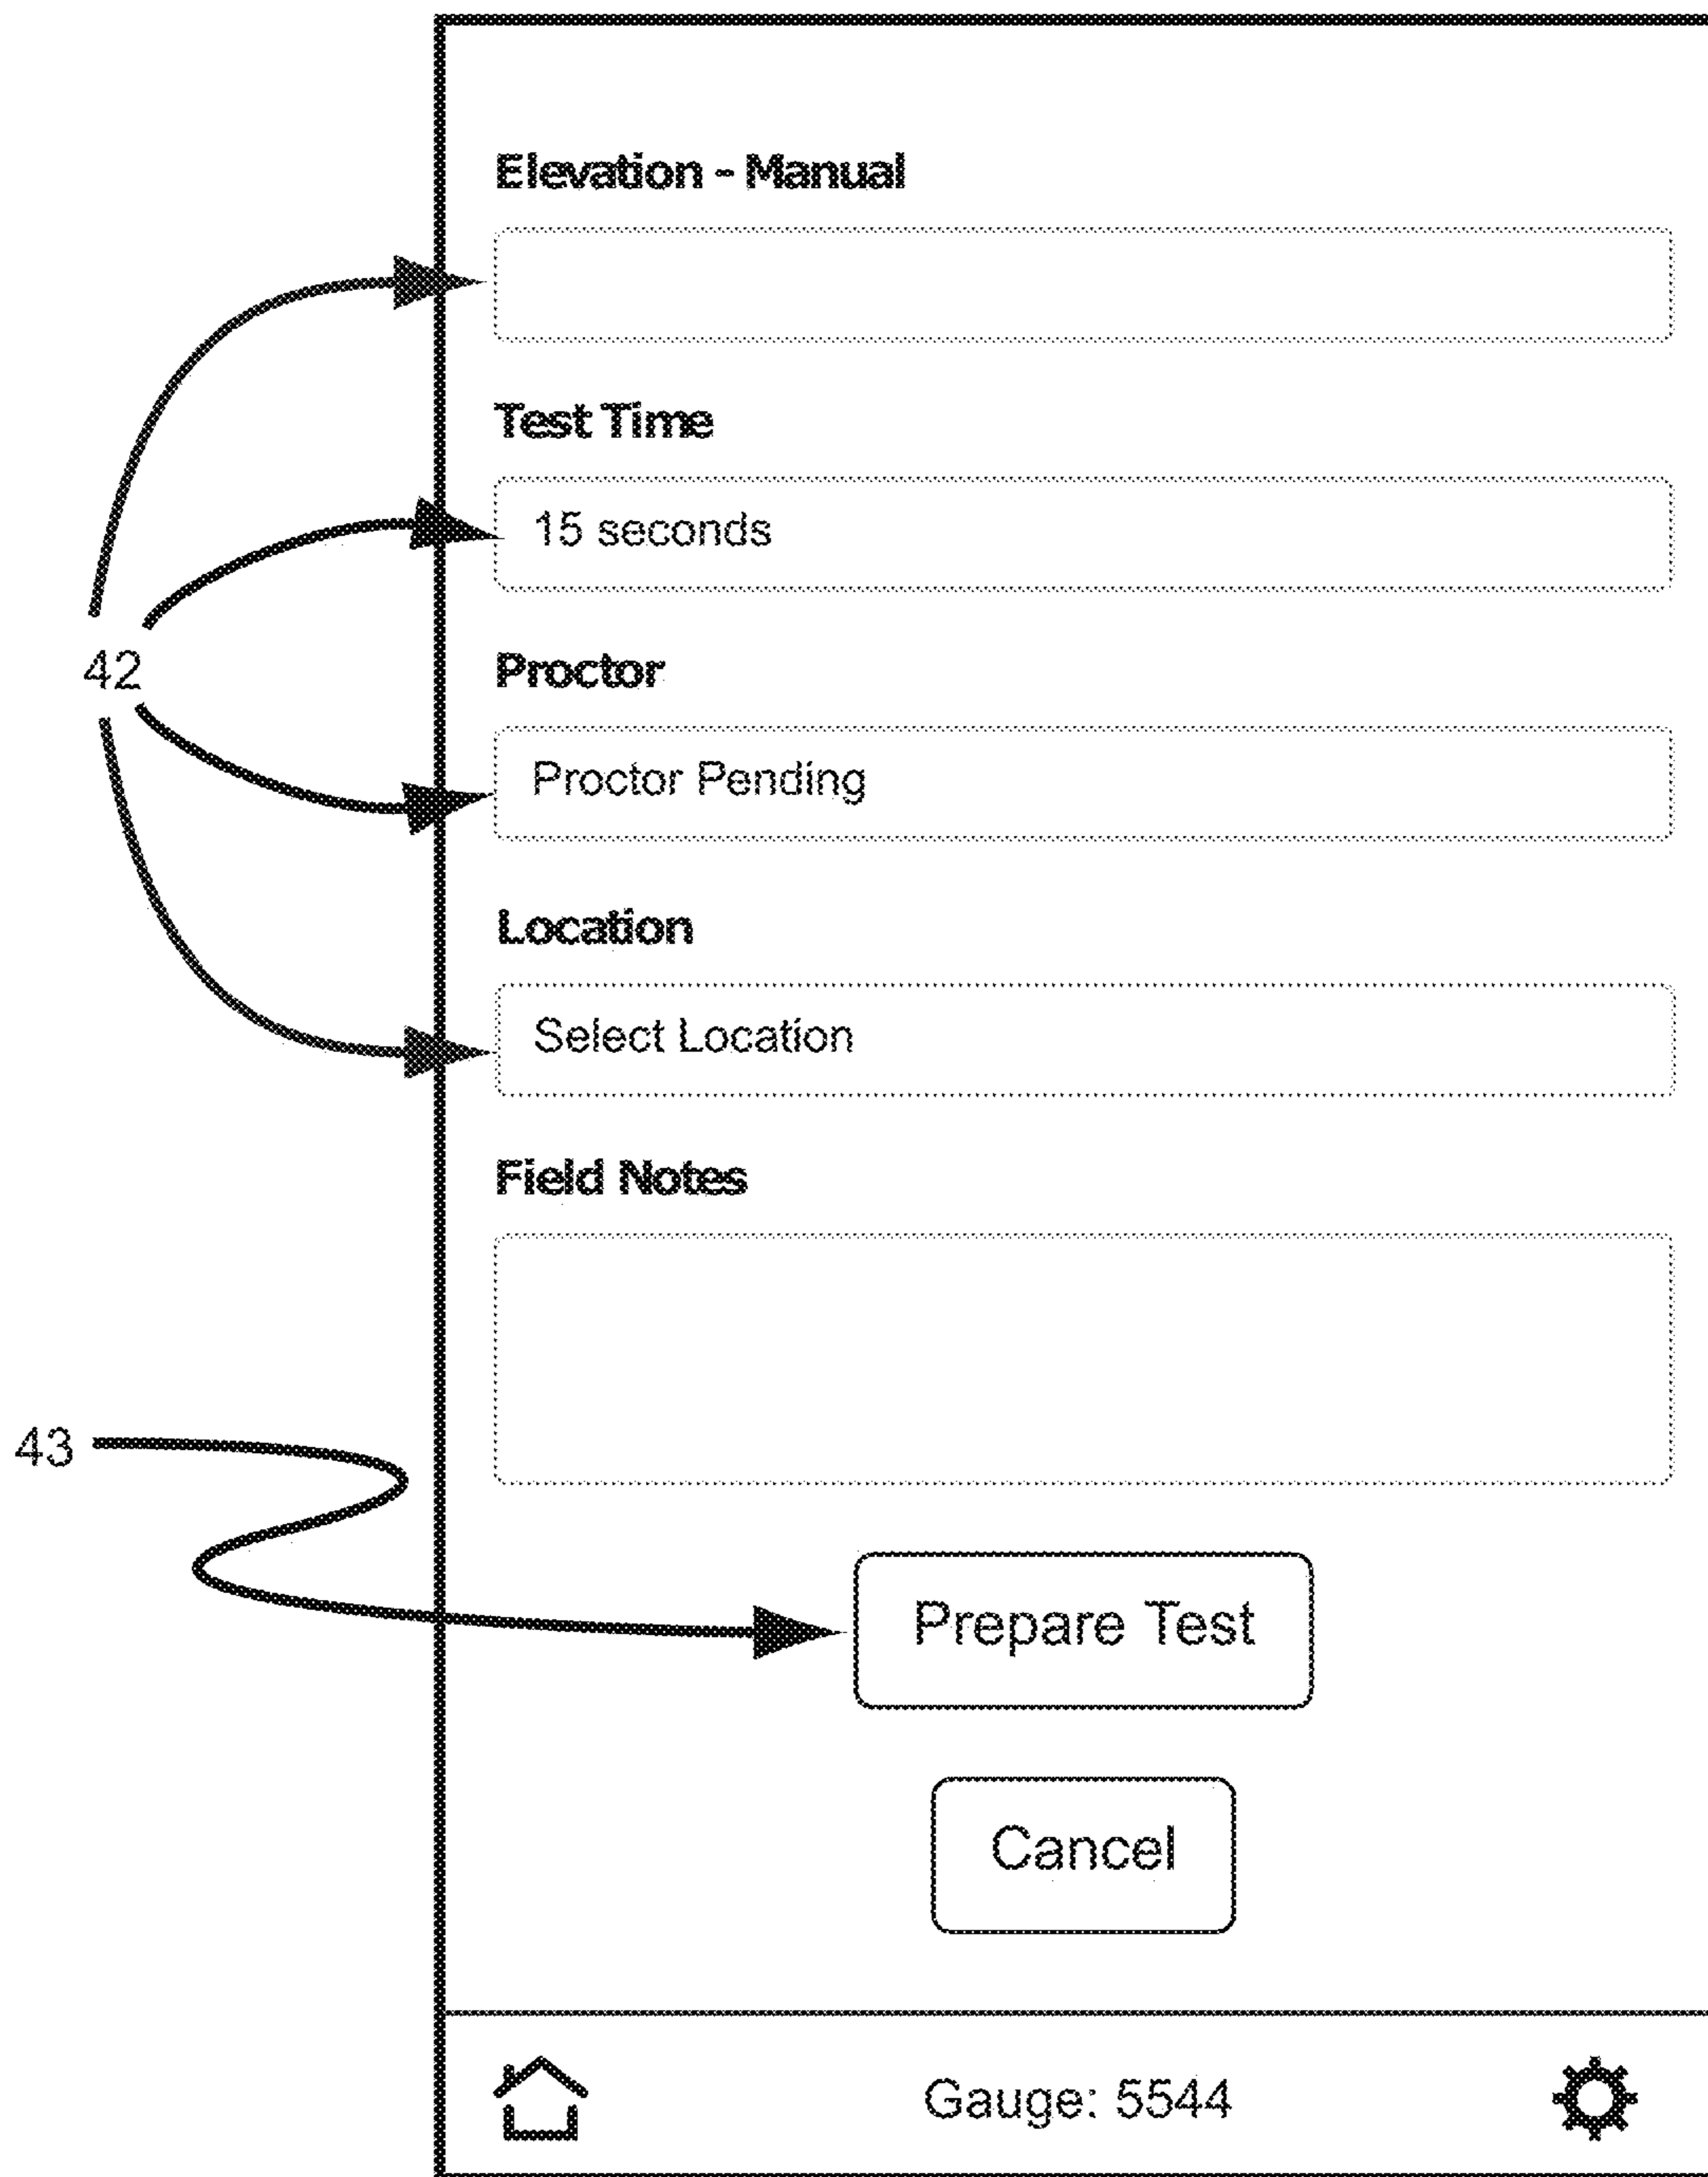 Elevation - Manual
Test Time
15 seconds
42
Proctor
Proctor Pending
Location
Select Location
Field Notes
43
Prepare Test
Cancel
Gauge: 5544